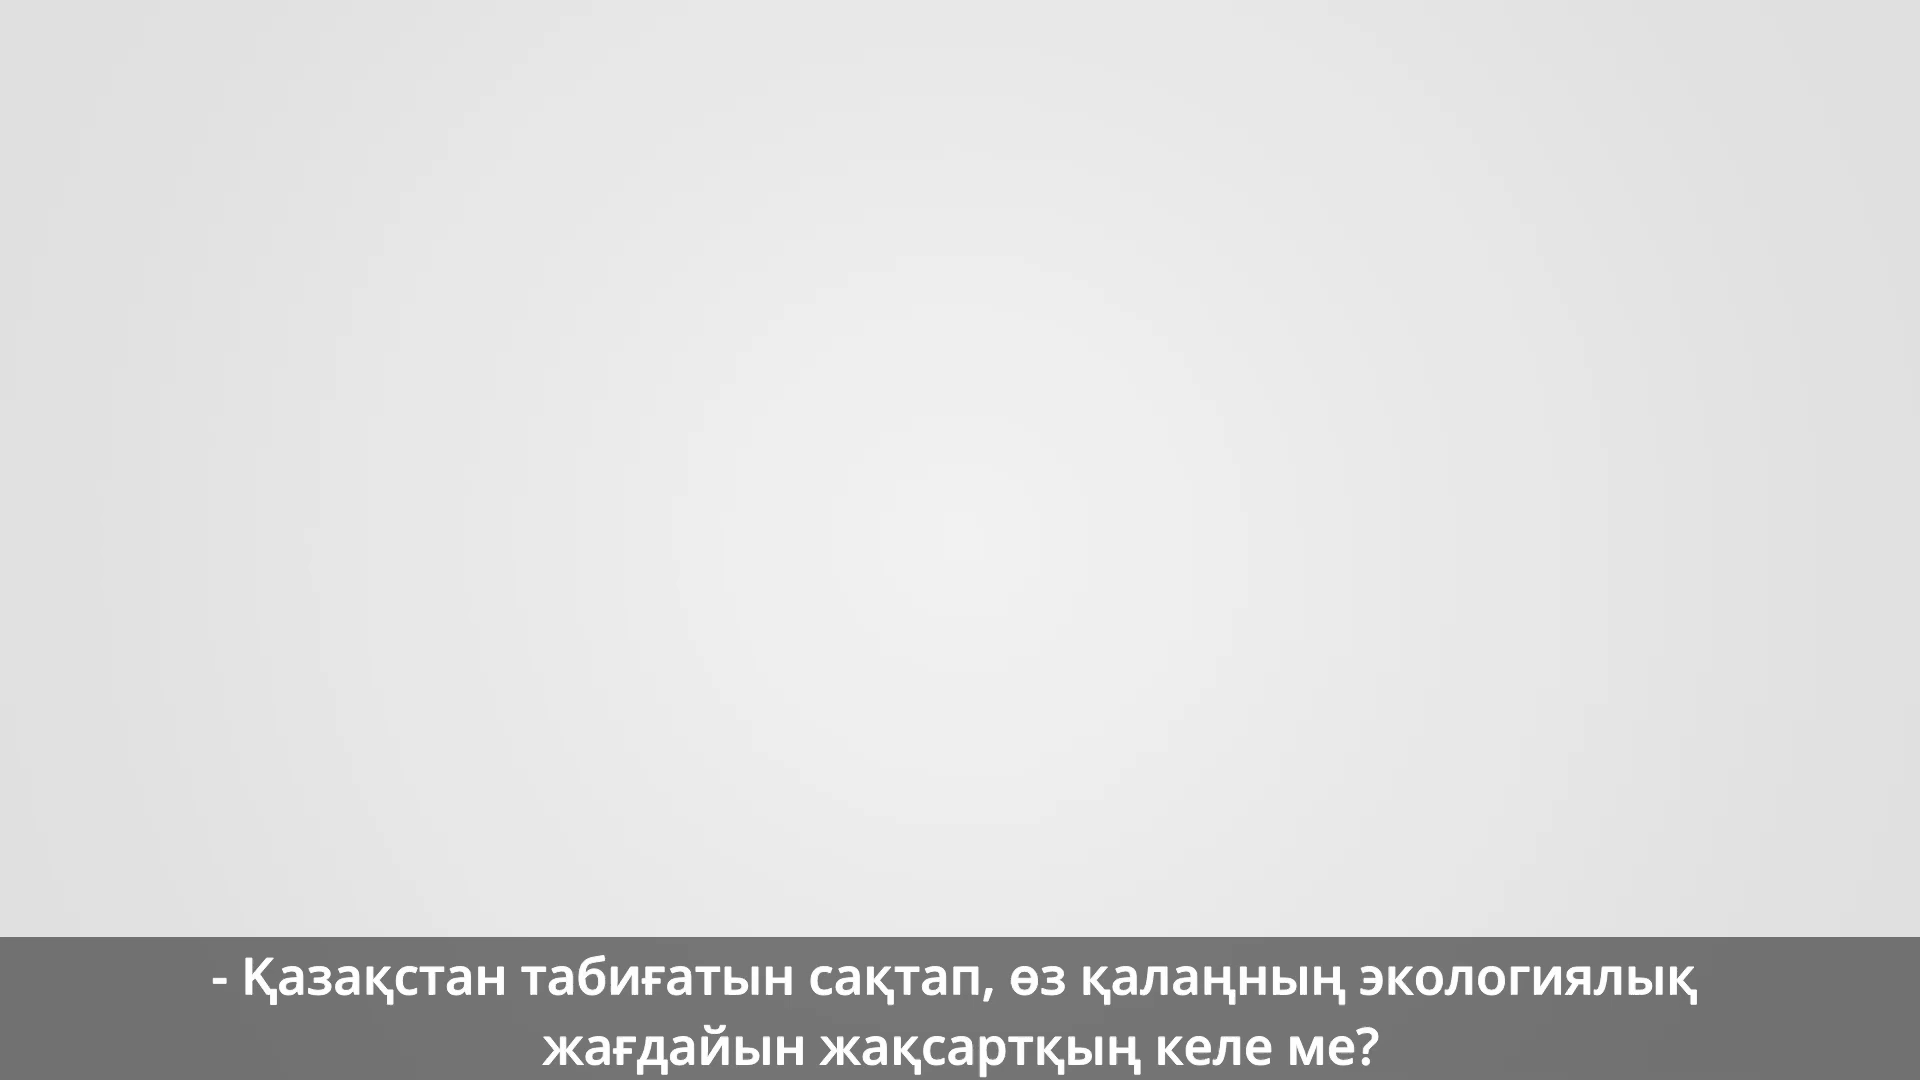 - Қазақстан табиғатын сақтап, өз қалаңның экологиялық
жағдайын жақсартқың келе ме?